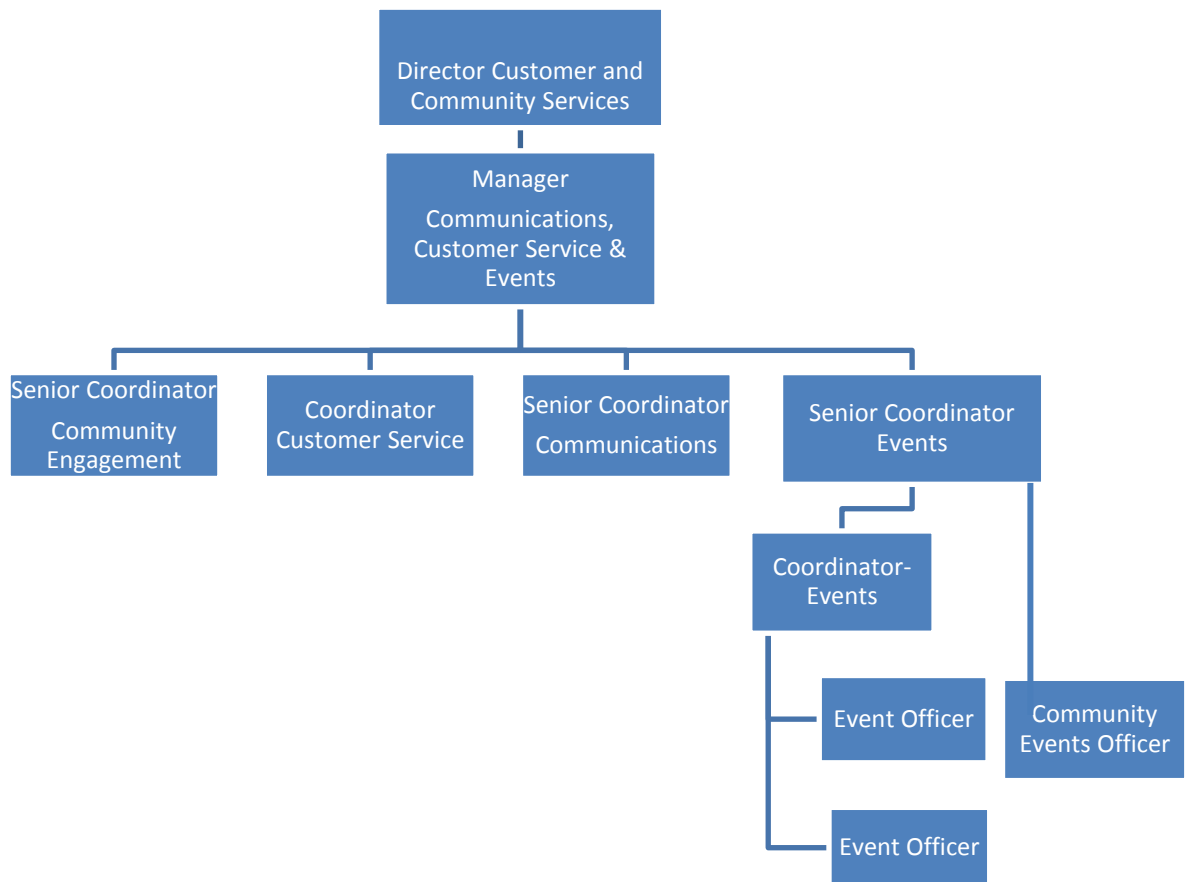 Director Customer and
Community Services
Manager
Communications,
Customer Service &
Events
Senior Coordinator
Community
Engagement
Coordinator
Customer Service
Senior Coordinator
Communications
Senior Coordinator
Events
Coordinator-
Events
Event Officer
Community
Events Officer
Event Officer